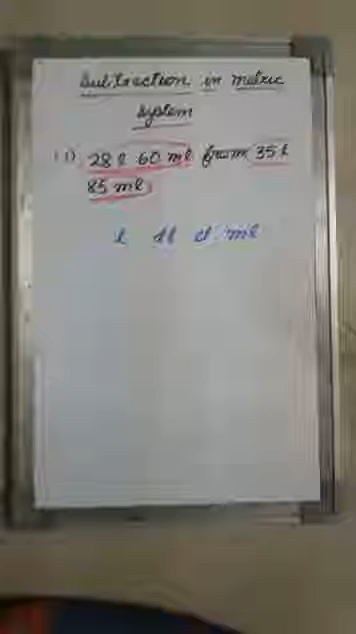 Subtraction in metric
system
(1) 28 l 60 ml from 35 l
85 ml
l dl cl ml